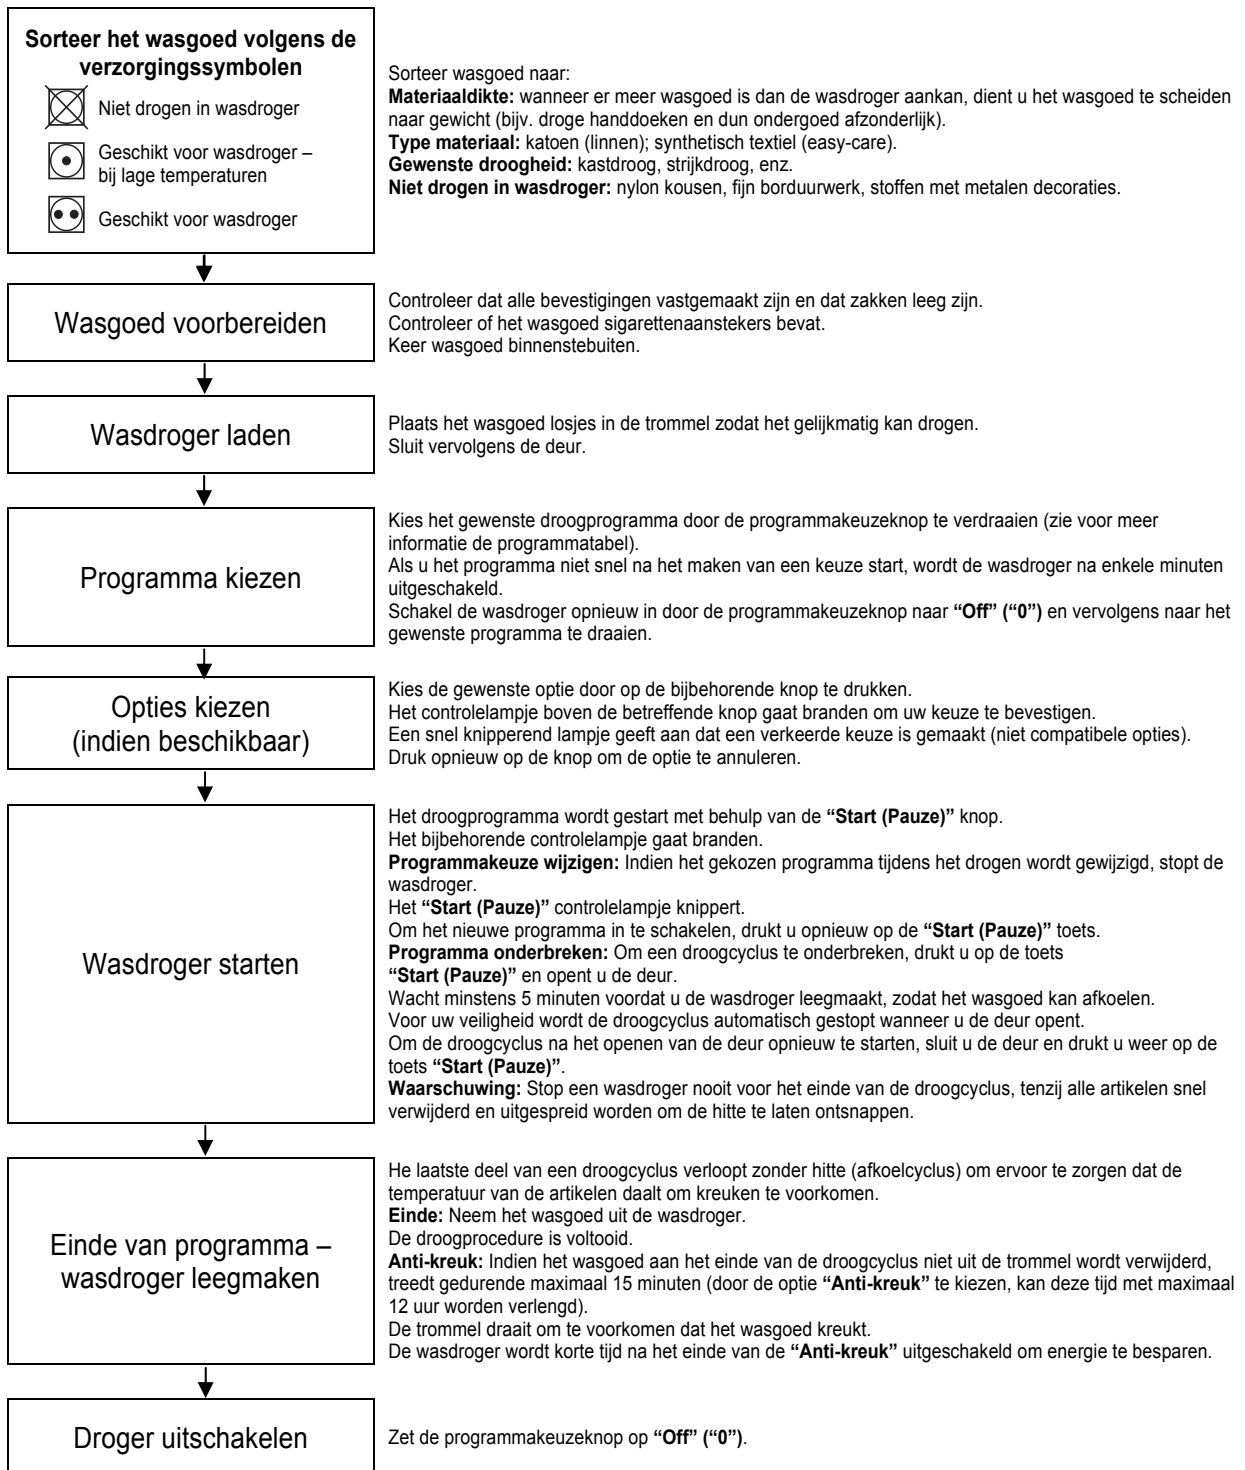 Sorteer het wasgoed volgens de
verzorgingssymbolen
Niet drogen in wasdroger
Geschikt voor wasdroger –
bij lage temperaturen
Geschikt voor wasdroger
Sorteer wasgoed naar:
Materiaaldikte: wanneer er meer wasgoed is dan de wasdroger aankan, dient u het wasgoed te scheiden
naar gewicht (bijv. droge handdoeken en dun ondergoed afzonderlijk).
Type materiaal: katoen (linnen); synthetisch textiel (easy-care).
Gewenste droogheid: kastdroog, strijkdroog, enz.
Niet drogen in wasdroger: nylon kousen, fijn borduurwerk, stoffen met metalen decoraties.
Wasgoed voorbereiden
Controleer dat alle bevestigingen vastgemaakt zijn en dat zakken leeg zijn.
Controleer of het wasgoed sigarettenaanstekers bevat.
Keer wasgoed binnenstebuiten.
Wasdroger laden
Plaats het wasgoed losjes in de trommel zodat het gelijkmatig kan drogen.
Sluit vervolgens de deur.
Programma kiezen
Kies het gewenste droogprogramma door de programmakeuzeknop te verdraaien (zie voor meer
informatie de programmatabel).
Als u het programma niet snel na het maken van een keuze start, wordt de wasdroger na enkele minuten
uitgeschakeld.
Schakel de wasdroger opnieuw in door de programmakeuzeknop naar “Off” (“0”) en vervolgens naar het
gewenste programma te draaien.
Opties kiezen
(indien beschikbaar)
Kies de gewenste optie door op de bijbehorende knop te drukken.
Het controlelampje boven de betreffende knop gaat branden om uw keuze te bevestigen.
Een snel knipperend lampje geeft aan dat een verkeerde keuze is gemaakt (niet compatibele opties).
Druk opnieuw op de knop om de optie te annuleren.
Wasdroger starten
Het droogprogramma wordt gestart met behulp van de “Start (Pauze)” knop.
Het bijbehorende controlelampje gaat branden.
Programmakeuze wijzigen: Indien het gekozen programma tijdens het drogen wordt gewijzigd, stopt de
wasdroger.
Het “Start (Pauze)” controlelampje knippert.
Om het nieuwe programma in te schakelen, drukt u opnieuw op de “Start (Pauze)” toets.
Programma onderbreken: Om een droogcyclus te onderbreken, drukt u op de toets
“Start (Pauze)” en opent u de deur.
Wacht minstens 5 minuten voordat u de wasdroger leegmaakt, zodat het wasgoed kan afkoelen.
Voor uw veiligheid wordt de droogcyclus automatisch gestopt wanneer u de deur opent.
Om de droogcyclus na het openen van de deur opnieuw te starten, sluit u de deur en drukt u weer op de
toets “Start (Pauze)”.
Waarschuwing: Stop een wasdroger nooit voor het einde van de droogcyclus, tenzij alle artikelen snel
verwijderd en uitgespreid worden om de hitte te laten ontsnappen.
Einde van programma –
wasdroger leegmaken
He laatste deel van een droogcyclus verloopt zonder hitte (afkoelcyclus) om ervoor te zorgen dat de
temperatuur van de artikelen daalt om kreuken te voorkomen.
Einde: Neem het wasgoed uit de wasdroger.
De droogprocedure is voltooid.
Anti-kreuk: Indien het wasgoed aan het einde van de droogcyclus niet uit de trommel wordt verwijderd,
treedt gedurende maximaal 15 minuten (door de optie “Anti-kreuk” te kiezen, kan deze tijd met maximaal
12 uur worden verlengd).
De trommel draait om te voorkomen dat het wasgoed kreukt.
De wasdroger wordt korte tijd na het einde van de “Anti-kreuk” uitgeschakeld om energie te besparen.
Droger uitschakelen
Zet de programmakeuzeknop op “Off” (“0”).